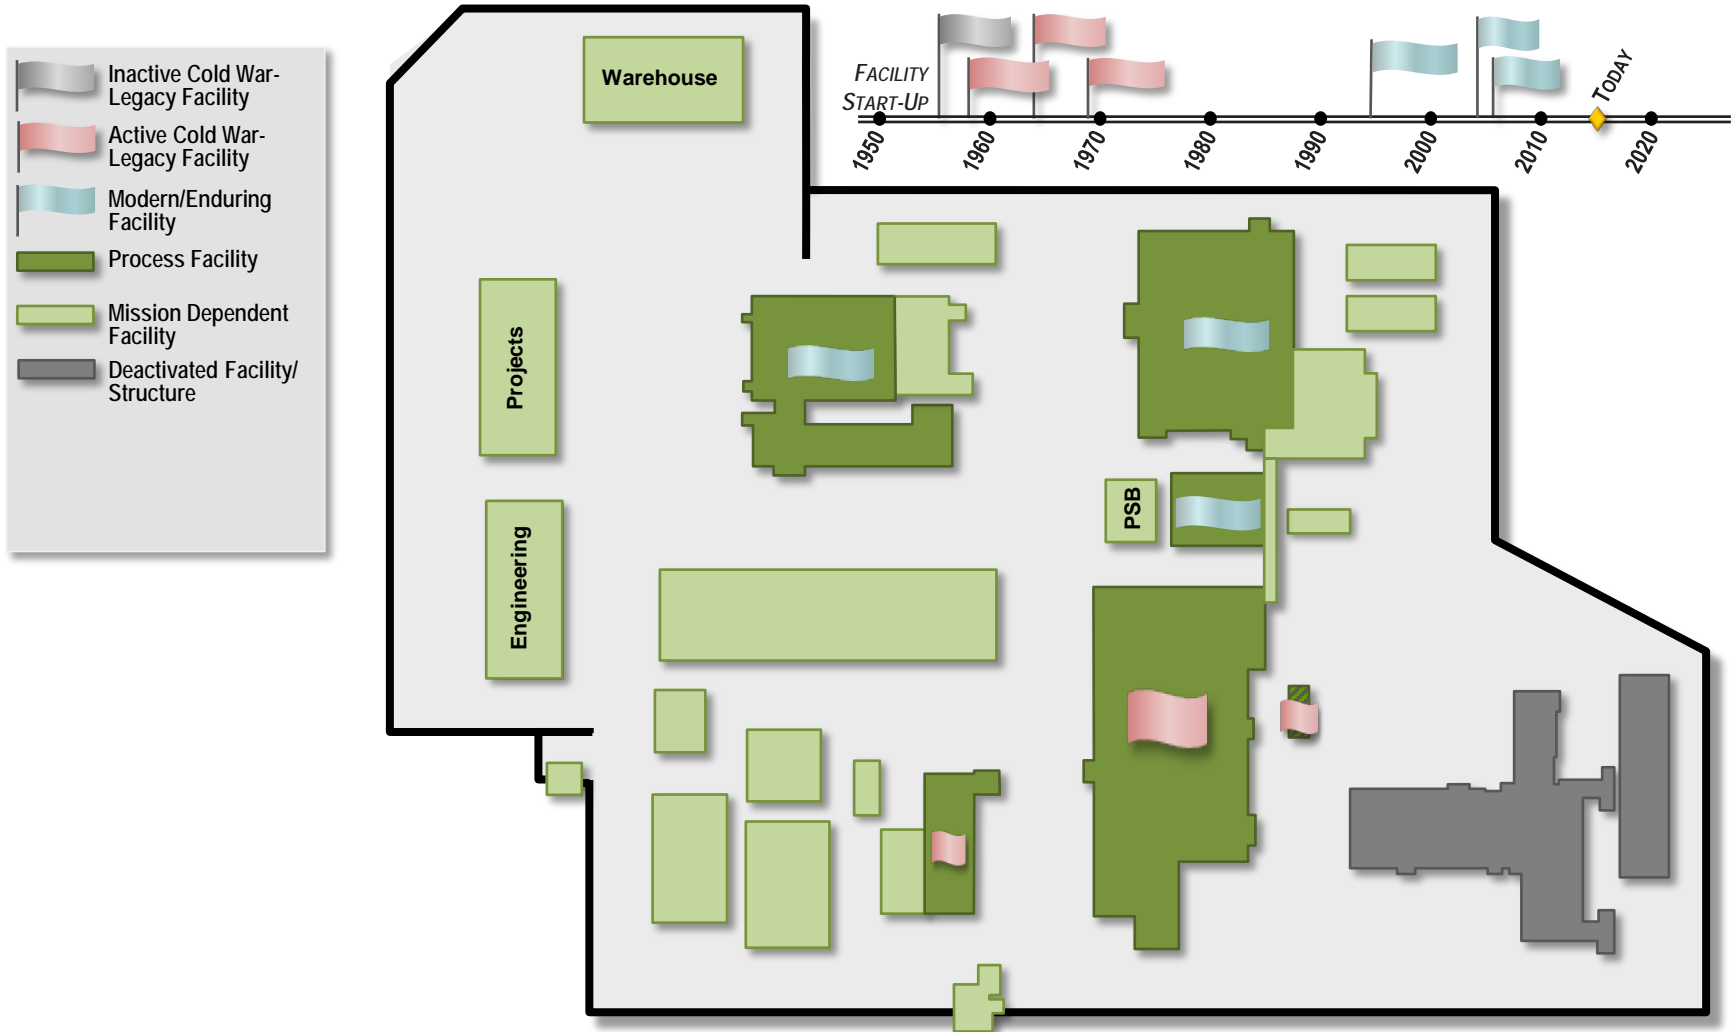 Inactive Cold War-
Legacy Facility
Active Cold War-
Legacy Facility
Modern/Enduring
Facility
Process Facility
Mission Dependent
Facility
Deactivated Facility/
Structure
FACILITY
START-UP
1950
1960
1970
1980
1990
2000
2010
TODAY
2020
Warehouse
Projects
Engineering
PSB